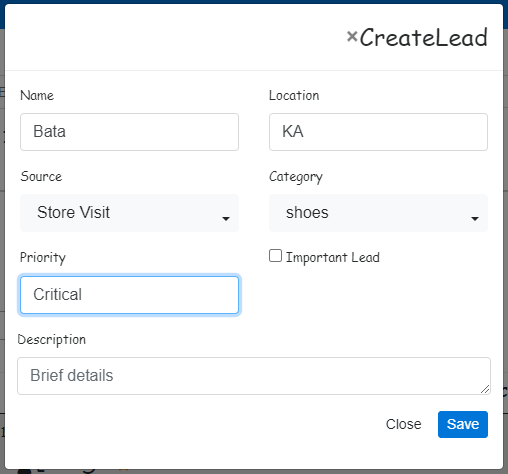 ×CreateLead
Name Location
Bata KA
Source Category
Store Visit shoes
Priority Important Lead
Critical
Description
Brief details
Close Save